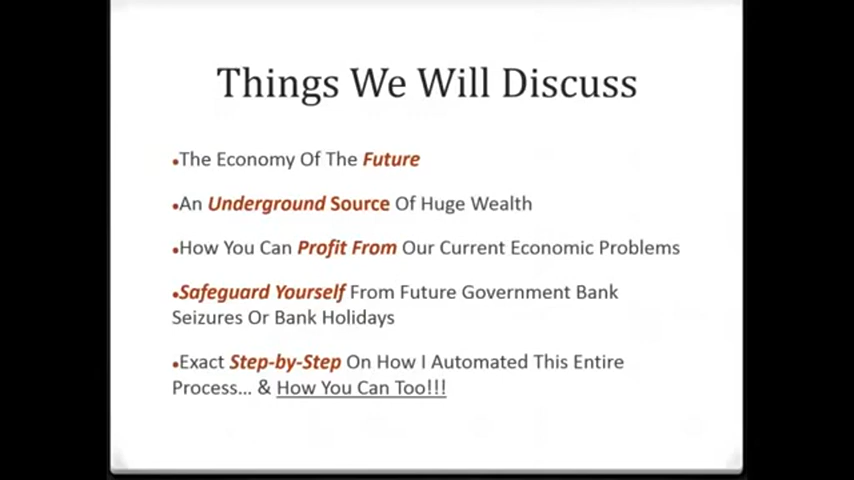 Things We Will Discuss
•The Economy Of The Future
•An Underground Source Of Huge Wealth
•How You Can Profit From Our Current Economic Problems
•Safeguard Yourself From Future Government Bank
Seizures Or Bank Holidays
•Exact Step-by-Step On How I Automated This Entire
Process... & How You Can Too!!!